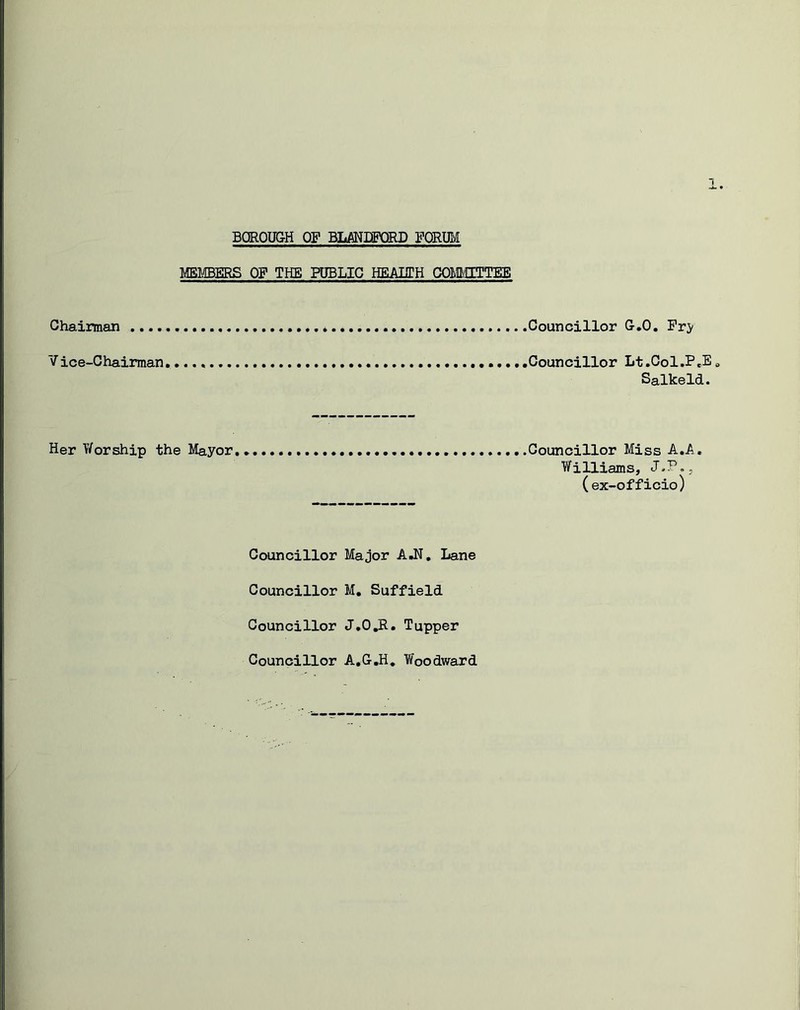 1.
BOROUGH OF BLANDFORD FORUM
MEMBERS OF THE PUBLIC HEALTH COMMITTEE
Chairman ..............................................Councillor G.O. Fry
Vice-Chairman..........................................Councillor Lt.Col.P.E.
Salkeld.
Her Worship the Mayor..................................Councillor Miss A.A.
Williams, J.P.,
(ex-officio)
Councillor Major A.N. Lane
Councillor M. Suffield
Councillor J.O.R. Tupper
Councillor A.G.H. Woodward